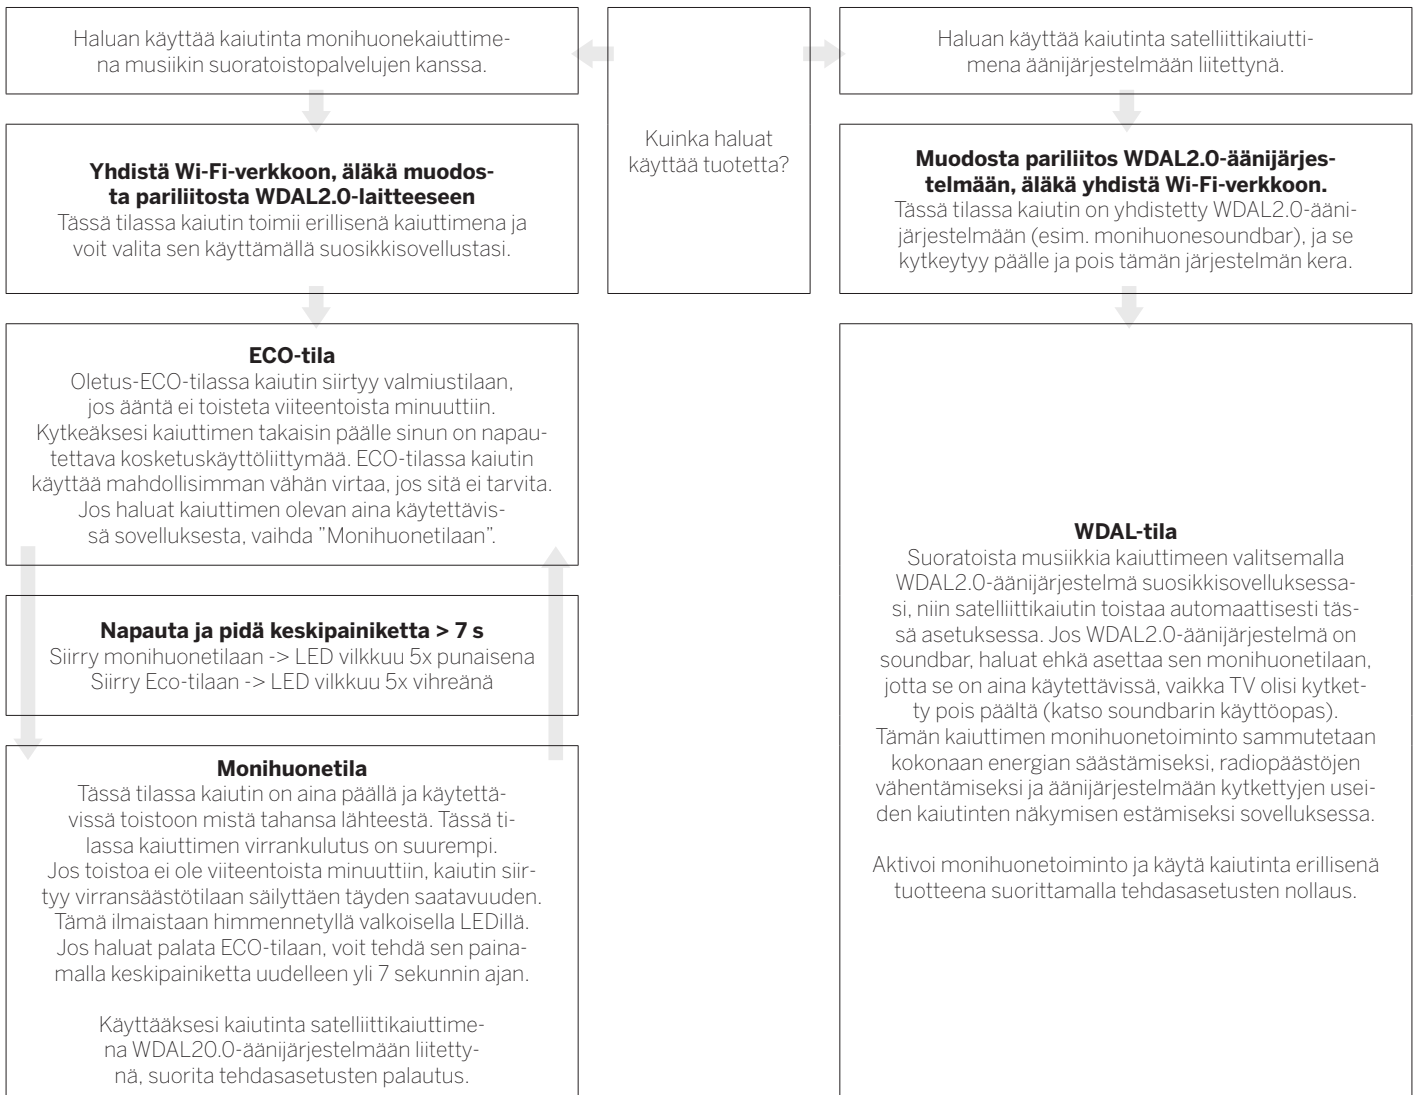 Kuinka haluat
käyttää tuotetta?
Haluan käyttää kaiutinta monihuonekaiuttime-
na musiikin suoratoistopalvelujen kanssa.
Yhdistä Wi-Fi-verkkoon, äläkä muodos-
ta pariliitosta WDAL2.0-laitteeseen
Tässä tilassa kaiutin toimii erillisenä kaiuttimena ja
voit valita sen käyttämällä suosikkisovellustasi.
ECO-tila
Oletus-ECO-tilassa kaiutin siirtyy valmiustilaan,
jos ääntä ei toisteta viiteentoista minuuttiin.
Kytkeäksesi kaiuttimen takaisin päälle sinun on napau-
tettava kosketuskäyttöliittymää. ECO-tilassa kaiutin
käyttää mahdollisimman vähän virtaa, jos sitä ei tarvita.
Jos haluat kaiuttimen olevan aina käytettävis-
sä sovelluksesta, vaihda ”Monihuonetilaan”.
Napauta ja pidä keskipainiketta > 7 s
Siirry monihuonetilaan -> LED vilkkuu 5x punaisena
Siirry Eco-tilaan -> LED vilkkuu 5x vihreänä
Monihuonetila
Tässä tilassa kaiutin on aina päällä ja käytettä-
vissä toistoon mistä tahansa lähteestä. Tässä ti-
lassa kaiuttimen virrankulutus on suurempi.
Jos toistoa ei ole viiteentoista minuuttiin, kaiutin siir-
tyy virransäästötilaan säilyttäen täyden saatavuuden.
Tämä ilmaistaan himmennetyllä valkoisella LEDillä.
Jos haluat palata ECO-tilaan, voit tehdä sen paina-
malla keskipainiketta uudelleen yli 7 sekunnin ajan.
Käyttääksesi kaiutinta satelliittikaiuttime-
na WDAL20.0-äänijärjestelmään liitetty-
nä, suorita tehdasasetusten palautus.
Haluan käyttää kaiutinta satelliittikaiutti-
mena äänijärjestelmään liitettynä.
Muodosta pariliitos WDAL2.0-äänijärjes-
telmään, äläkä yhdistä Wi-Fi-verkkoon.
Tässä tilassa kaiutin on yhdistetty WDAL2.0-ääni-
järjestelmään (esim. monihuonesoundbar), ja se
kytkeytyy päälle ja pois tämän järjestelmän kera.
WDAL-tila
Suoratoista musiikkia kaiuttimeen valitsemalla
WDAL2.0-äänijärjestelmä suosikkisovelluksessa-
si, niin satelliittikaiutin toistaa automaattisesti täs-
sä asetuksessa. Jos WDAL2.0-äänijärjestelmä on
soundbar, haluat ehkä asettaa sen monihuonetilaan,
jotta se on aina käytettävissä, vaikka TV olisi kytket-
ty pois päältä (katso soundbarin käyttöopas).
Tämän kaiuttimen monihuonetoiminto sammutetaan
kokonaan energian säästämiseksi, radiopäästöjen
vähentämiseksi ja äänijärjestelmään kytkettyjen usei-
den kaiutinten näkymisen estämiseksi sovelluksessa.
Aktivoi monihuonetoiminto ja käytä kaiutinta erillisenä
tuotteena suorittamalla tehdasasetusten nollaus.